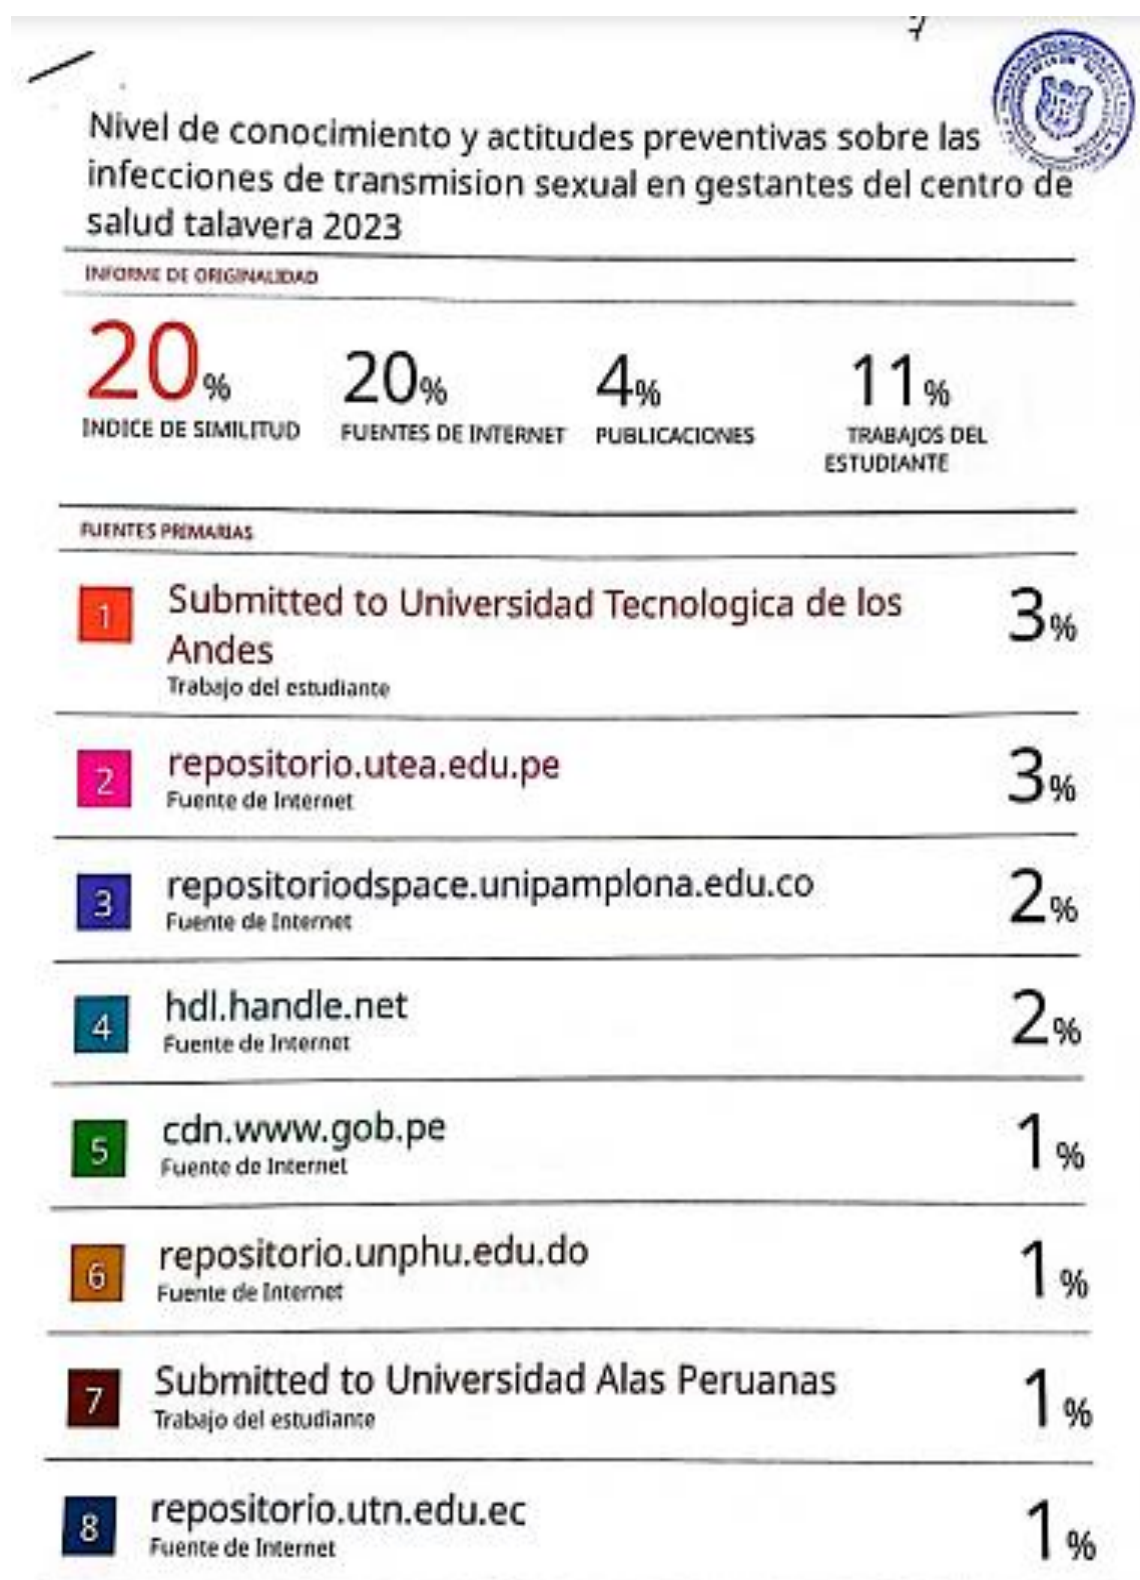 Nivel de conocimiento y actitudes preventivas sobre las
infecciones de transmision sexual en gestantes del centro de
salud talavera 2023
INFORME DE ORIGINALIDAD
20% 20% 4% 11%
INDICE DE SIMILITUD FUENTES DE INTERNET PUBLICACIONES TRABAJOS DEL
ESTUDIANTE
FUENTES PRIMARIAS
1 Submitted to Universidad Tecnologica de los 3%
Andes
Trabajo del estudiante
2 repositorio.utea.edu.pe 3%
Fuente de Internet
3 repositoriodspace.unipamplona.edu.co 2%
Fuente de Internet
4 hdl.handle.net 2%
Fuente de Internet
5 cdn.www.gob.pe 1%
Fuente de Internet
6 repositorio.unphu.edu.do 1%
Fuente de Internet
7 Submitted to Universidad Alas Peruanas 1%
Trabajo del estudiante
8 repositorio.utn.edu.ec 1%
Fuente de Internet